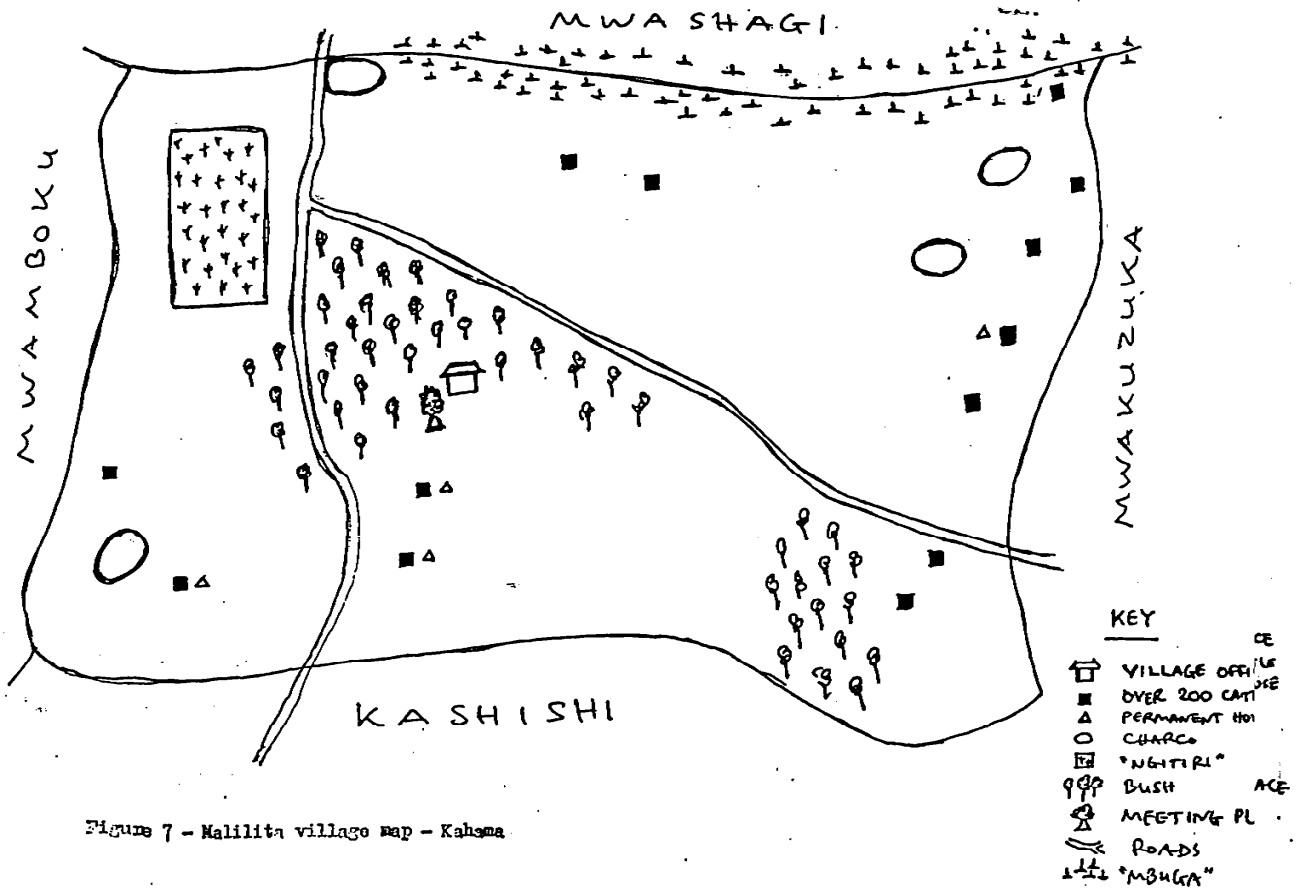 MWASHAGI
MWAMBOKU
MWAKUZUKA
KASHISHI
KEY
VILLAGE OFFICE
OVER 200 CATTLE
PERMANENT HOUSE
CHARCO
"NGITIRI"
BUSH
MEETING PLACE
ROADS
"MBUGA"
Figure 7 - Malilita village map - Kahama